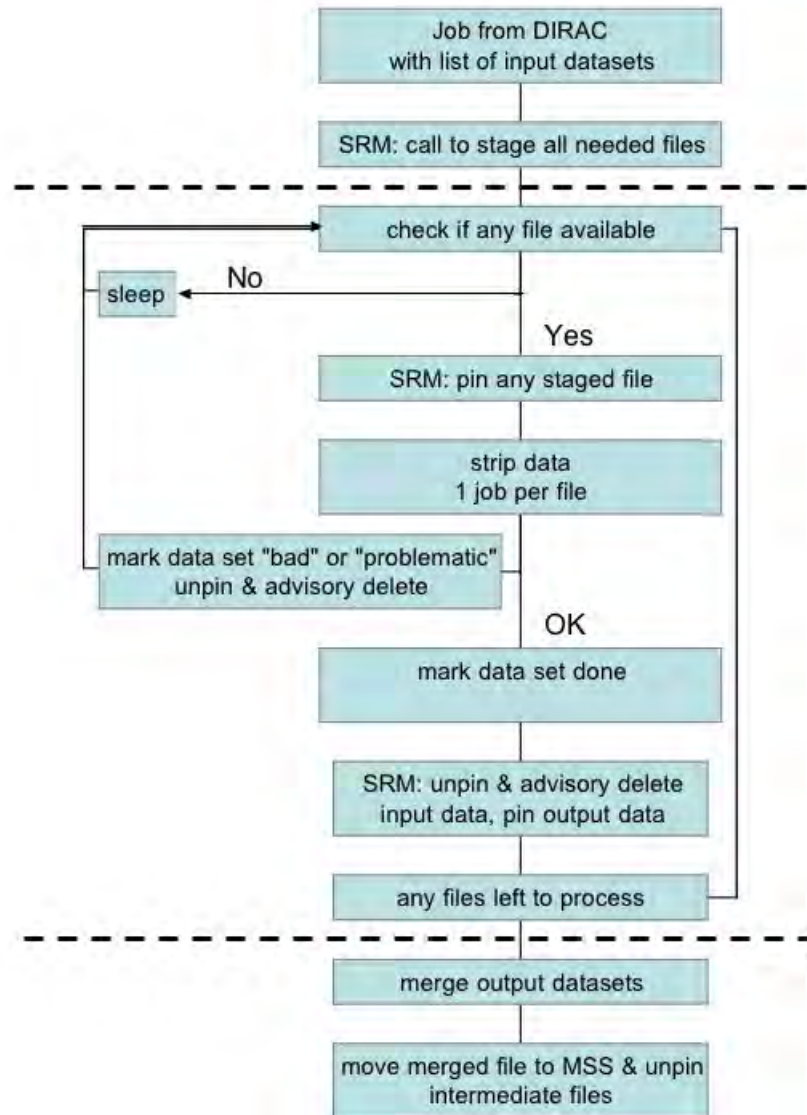 Job from DIRAC
with list of input datasets
SRM: call to stage all needed files
check if any file available
No
sleep
Yes
SRM: pin any staged file
strip data
1 job per file
mark data set "bad" or "problematic"
unpin & advisory delete
OK
mark data set done
SRM: unpin & advisory delete
input data, pin output data
any files left to process
merge output datasets
move merged file to MSS & unpin
intermediate files